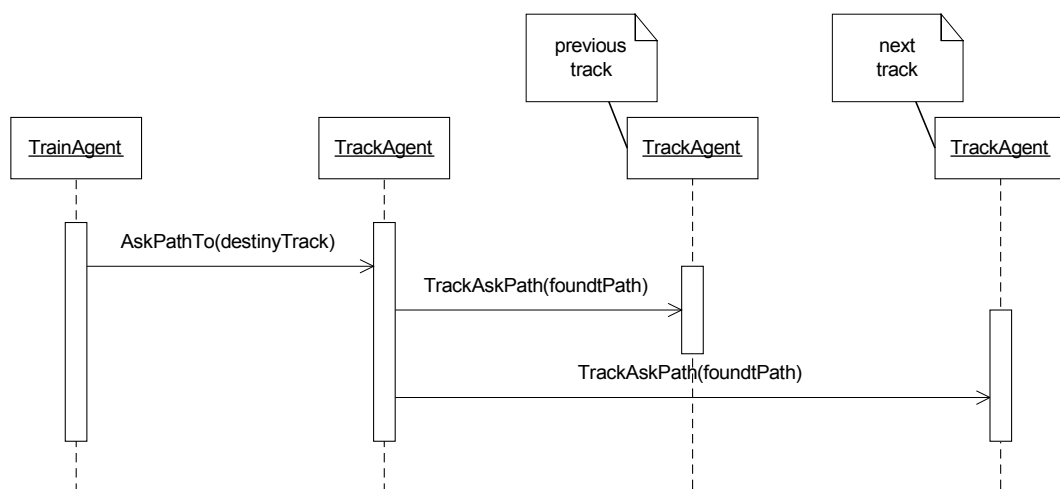 previous
track
next
track
TrainAgent
TrackAgent
TrackAgent
TrackAgent
AskPathTo(destinyTrack)
TrackAskPath(foundtPath)
TrackAskPath(foundtPath)